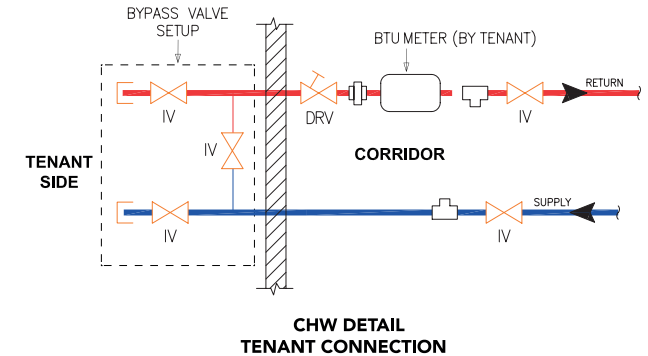 BYPASS VALVE
SETUP
BTU METER (BY TENANT)
RETURN
IV
DRV
IV
IV
TENANT
SIDE
CORRIDOR
SUPPLY
IV
IV
CHW DETAIL
TENANT CONNECTION